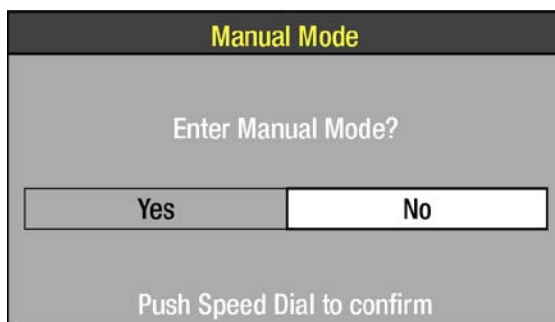 Manual Mode
Enter Manual Mode?
Yes No
Push Speed Dial to confirm